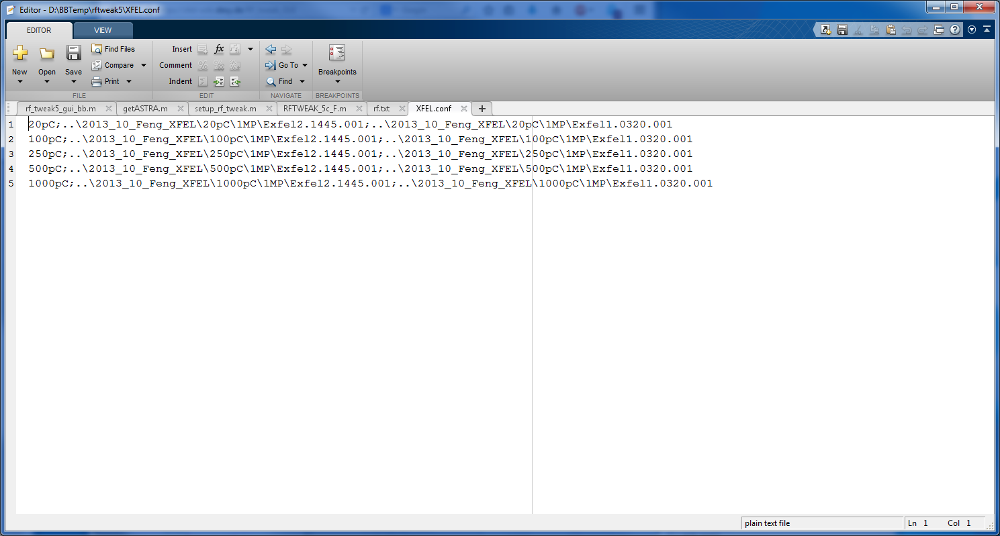 Editor - D:\BBTemp\rftweak5\XFEL.conf
EDITOR VIEW
New
Open
Save
Find Files
Compare
Print
FILE
Insert fx
Comment
Indent
EDIT
Go To
Find
NAVIGATE
Breakpoints
BREAKPOINTS
rf_tweak5_gui_bb.m getASTRA.m setup_rf_tweak.m RFTWEAK_5c_F.m rf.txt XFEL.conf
1 20pC;..\2013_10_Feng_XFEL\20pC\1MP\Exfel2.1445.001;..\2013_10_Feng_XFEL\20pC\1MP\Exfel1.0320.001
2 100pC;..\2013_10_Feng_XFEL\100pC\1MP\Exfel2.1445.001;..\2013_10_Feng_XFEL\100pC\1MP\Exfel1.0320.001
3 250pC;..\2013_10_Feng_XFEL\250pC\1MP\Exfel2.1445.001;..\2013_10_Feng_XFEL\250pC\1MP\Exfel1.0320.001
4 500pC;..\2013_10_Feng_XFEL\500pC\1MP\Exfel2.1445.001;..\2013_10_Feng_XFEL\500pC\1MP\Exfel1.0320.001
5 1000pC;..\2013_10_Feng_XFEL\1000pC\1MP\Exfel2.1445.001;..\2013_10_Feng_XFEL\1000pC\1MP\Exfel1.0320.001
plain text file Ln 1 Col 1